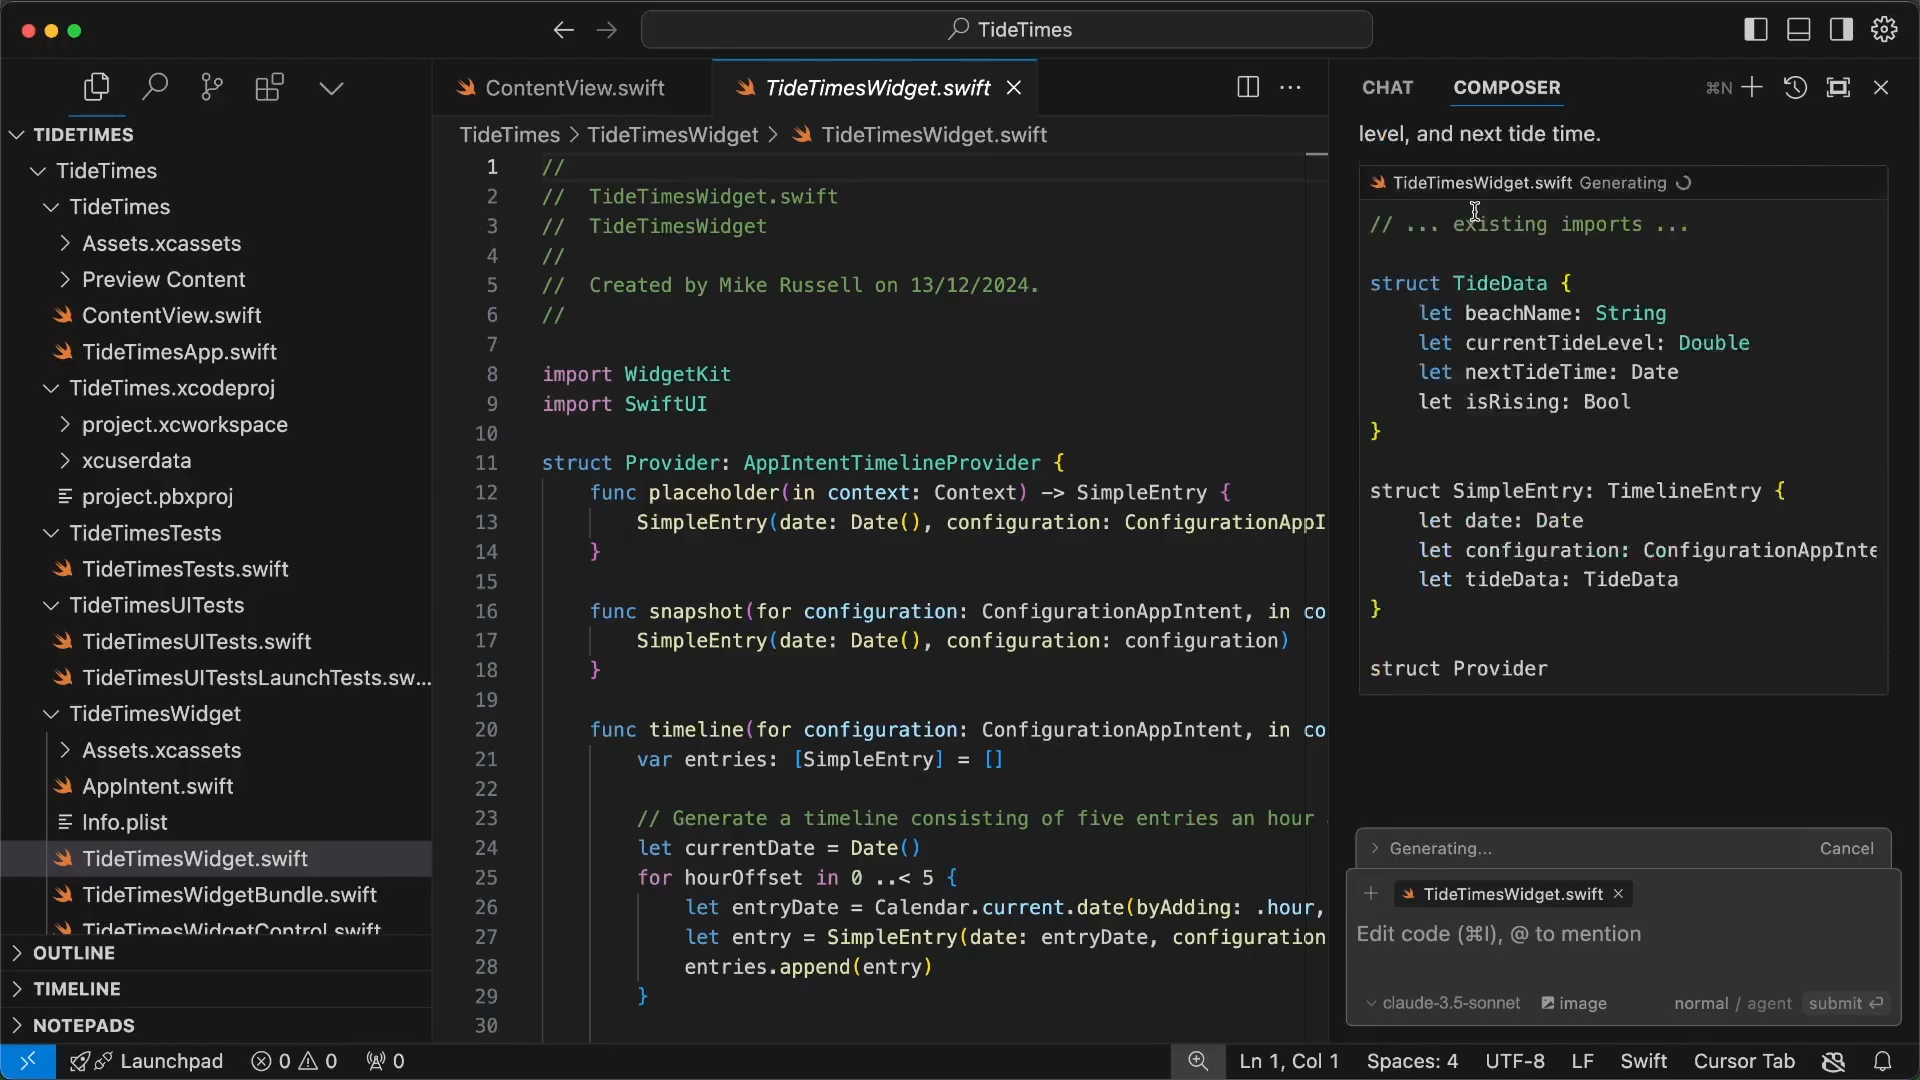 TideTimes
TIDETIMES
TideTimes
TideTimes
Assets.xcassets
Preview Content
ContentView.swift
TideTimesApp.swift
TideTimes.xcodeproj
project.xcworkspace
xcuserdata
project.pbxproj
TideTimesTests
TideTimesTests.swift
TideTimesUITests
TideTimesUITests.swift
TideTimesUITestsLaunchTests.sw...
TideTimesWidget
Assets.xcassets
AppIntent.swift
Info.plist
TideTimesWidget.swift
TideTimesWidgetBundle.swift
TideTimesWidgetControl.swift
OUTLINE
TIMELINE
NOTEPADS
ContentView.swift
TideTimesWidget.swift
TideTimes > TideTimesWidget > TideTimesWidget.swift
1 //
2 // TideTimesWidget.swift
3 // TideTimesWidget
4 //
5 // Created by Mike Russell on 13/12/2024.
6 //
7
8 import WidgetKit
9 import SwiftUI
10
11 struct Provider: AppIntentTimelineProvider {
12 func placeholder(in context: Context) -> SimpleEntry {
13 SimpleEntry(date: Date(), configuration: ConfigurationAppI
14 }
15
16 func snapshot(for configuration: ConfigurationAppIntent, in co
17 SimpleEntry(date: Date(), configuration: configuration)
18 }
19
20 func timeline(for configuration: ConfigurationAppIntent, in co
21 var entries: [SimpleEntry] = []
22
23 // Generate a timeline consisting of five entries an hour
24 let currentDate = Date()
25 for hourOffset in 0 ..< 5 {
26 let entryDate = Calendar.current.date(byAdding: .hour,
27 let entry = SimpleEntry(date: entryDate, configuration
28 entries.append(entry)
29 }
30
CHAT COMPOSER ⌘N
level, and next tide time.
TideTimesWidget.swift Generating
// ... existing imports ...
struct TideData {
let beachName: String
let currentTideLevel: Double
let nextTideTime: Date
let isRising: Bool
}
struct SimpleEntry: TimelineEntry {
let date: Date
let configuration: ConfigurationAppInte
let tideData: TideData
}
struct Provider
Generating... Cancel
TideTimesWidget.swift
Edit code (⌘I), @ to mention
claude-3.5-sonnet image normal / agent submit
Launchpad 0 0 0 Ln 1, Col 1 Spaces: 4 UTF-8 LF Swift Cursor Tab